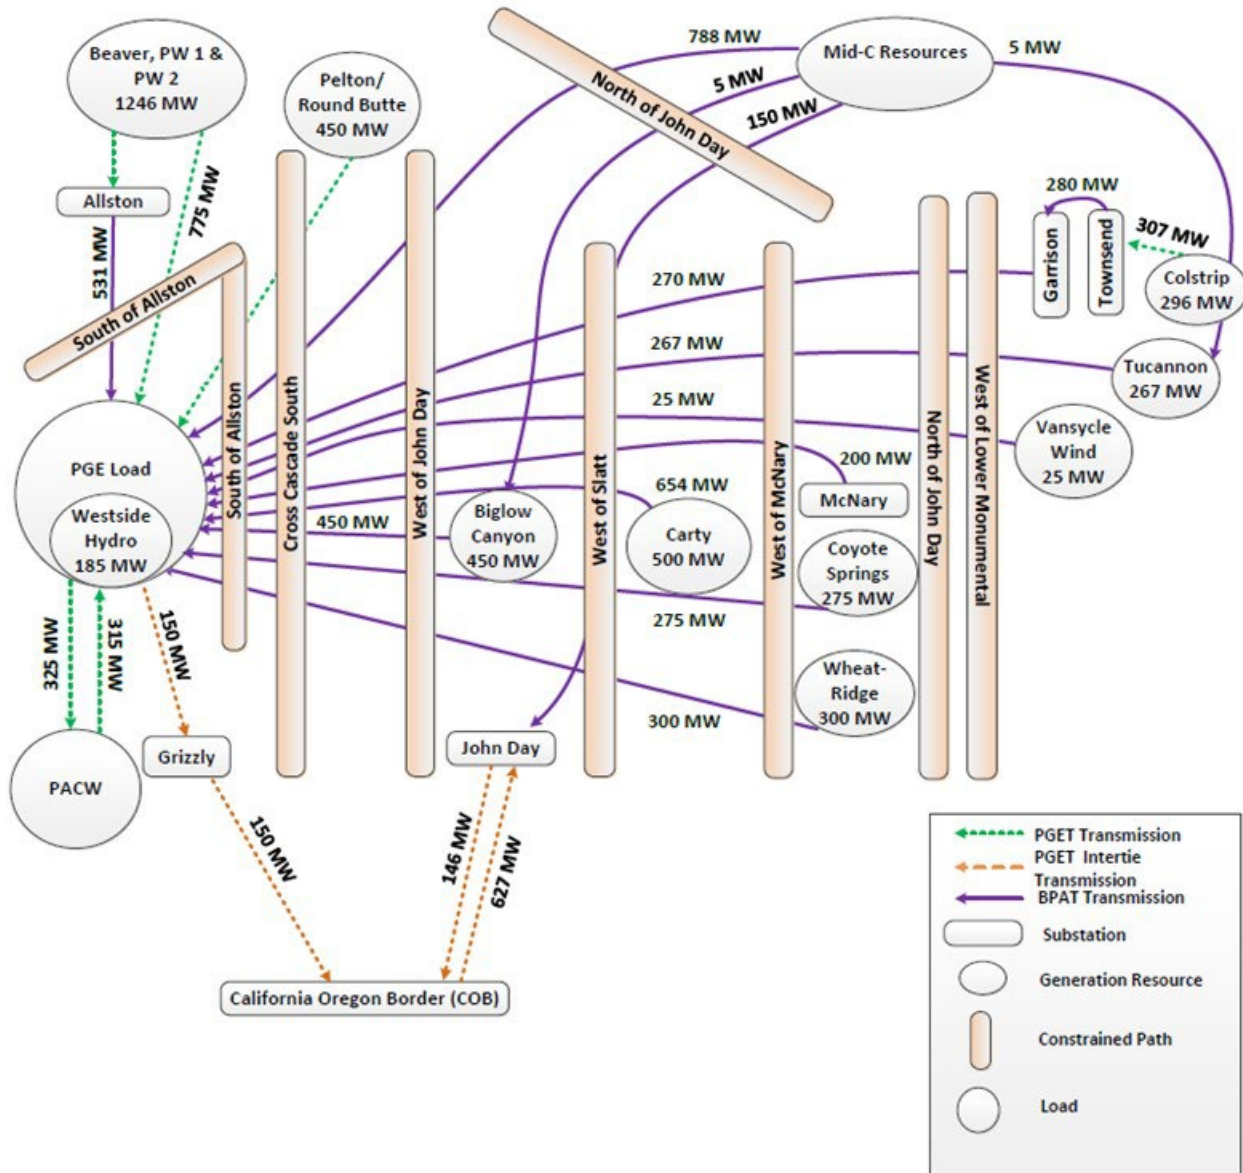 Beaver, PW 1 &
PW 2
1246 MW
Pelton/
Round Butte
450 MW
788 MW
5 MW
150 MW
Mid-C Resources
5 MW
North of John Day
Allston
775 MW
531 MW
South of Allston
South of Allston
Cross Cascade South
West of John Day
West of Slatt
West of McNary
North of John Day
West of Lower Monumental
280 MW
307 MW
Garrison
Townsend
Colstrip
296 MW
270 MW
267 MW
Tucannon
267 MW
25 MW
Vansycle
Wind
25 MW
PGE Load
Westside
Hydro
185 MW
200 MW
McNary
654 MW
450 MW
Biglow
Canyon
450 MW
Carty
500 MW
Coyote
Springs
275 MW
275 MW
Wheat-
Ridge
300 MW
300 MW
325 MW
315 MW
150 MW
PACW
Grizzly
John Day
150 MW
146 MW
627 MW
California Oregon Border (COB)
PGET Transmission
PGET Intertie
Transmission
BPAT Transmission
Substation
Generation Resource
Constrained Path
Load